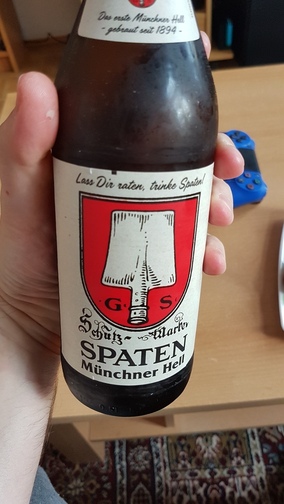 Das erste Münchner Hell
- gebraut seit 1894 -
Lass Dir raten, trinke Spaten!
G S
Schutz-Marke
SPATEN
Münchner Hell